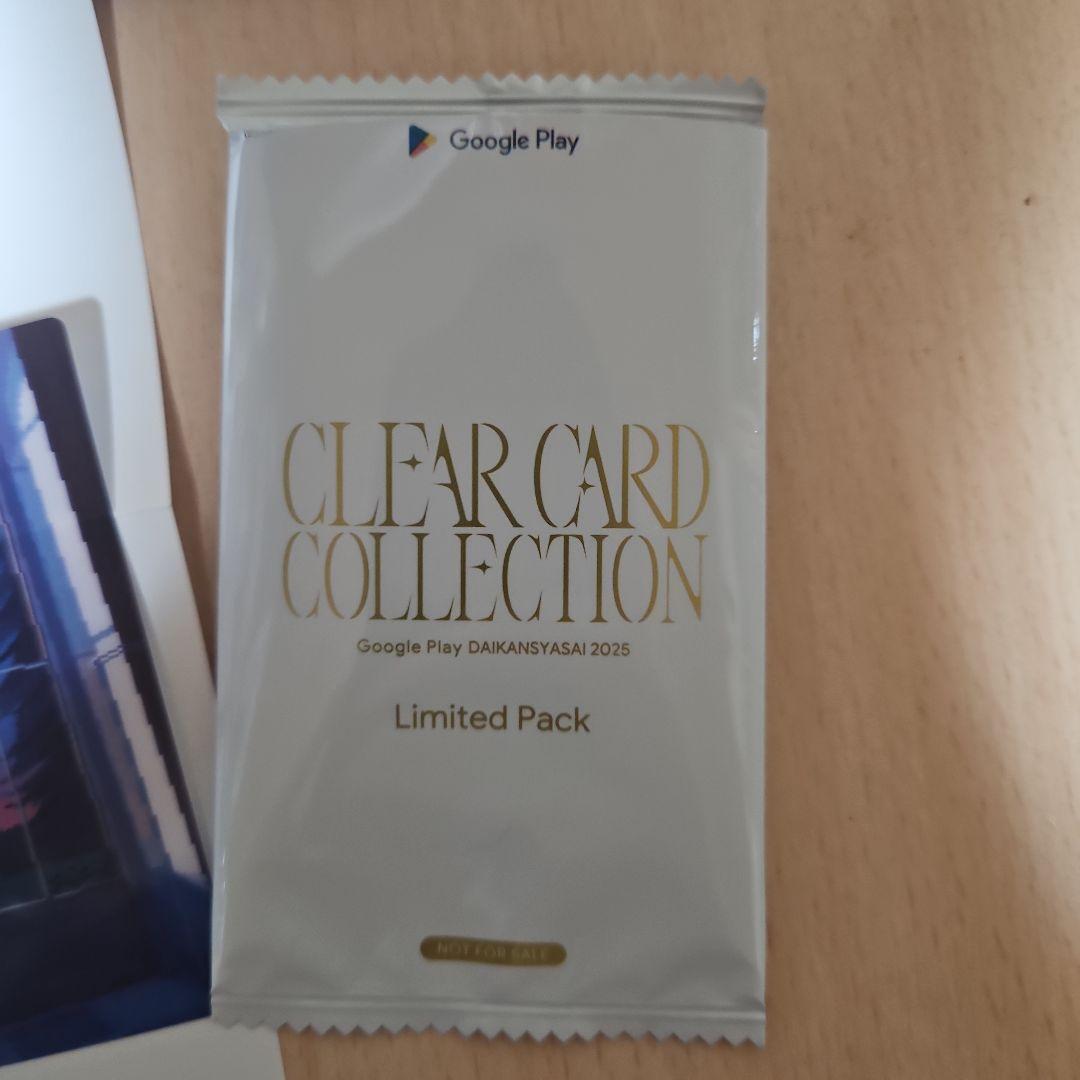 Google Play
CLEAR CARD
COLLECTION
Google Play DAIKANSYASAI 2025
Limited Pack
NOT FOR SALE